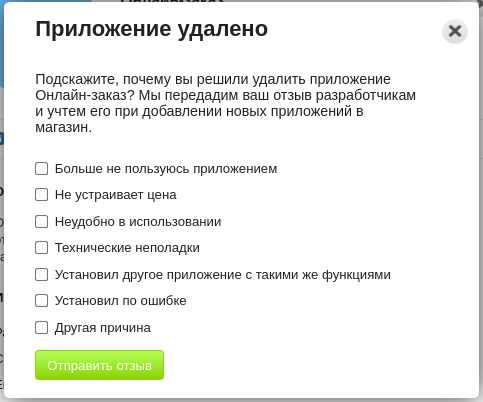 Приложение удалено
Подскажите, почему вы решили удалить приложение
Онлайн-заказ? Мы передадим ваш отзыв разработчикам
и учтем его при добавлении новых приложений в
магазин.
Больше не пользуюсь приложением
Не устраивает цена
Неудобно в использовании
Технические неполадки
Установил другое приложение с такими же функциями
Установил по ошибке
Другая причина
Отправить отзыв